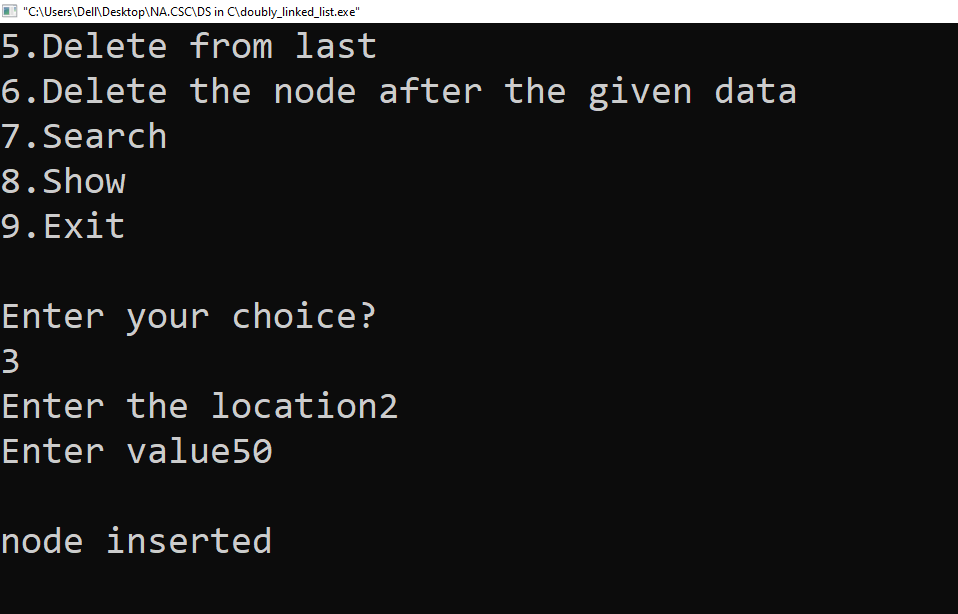 "C:\Users\Dell\Desktop\NA.CSC\DS in C\doubly_linked_list.exe"
5.Delete from last
6.Delete the node after the given data
7.Search
8.Show
9.Exit
Enter your choice?
3
Enter the location2
Enter value50
node inserted